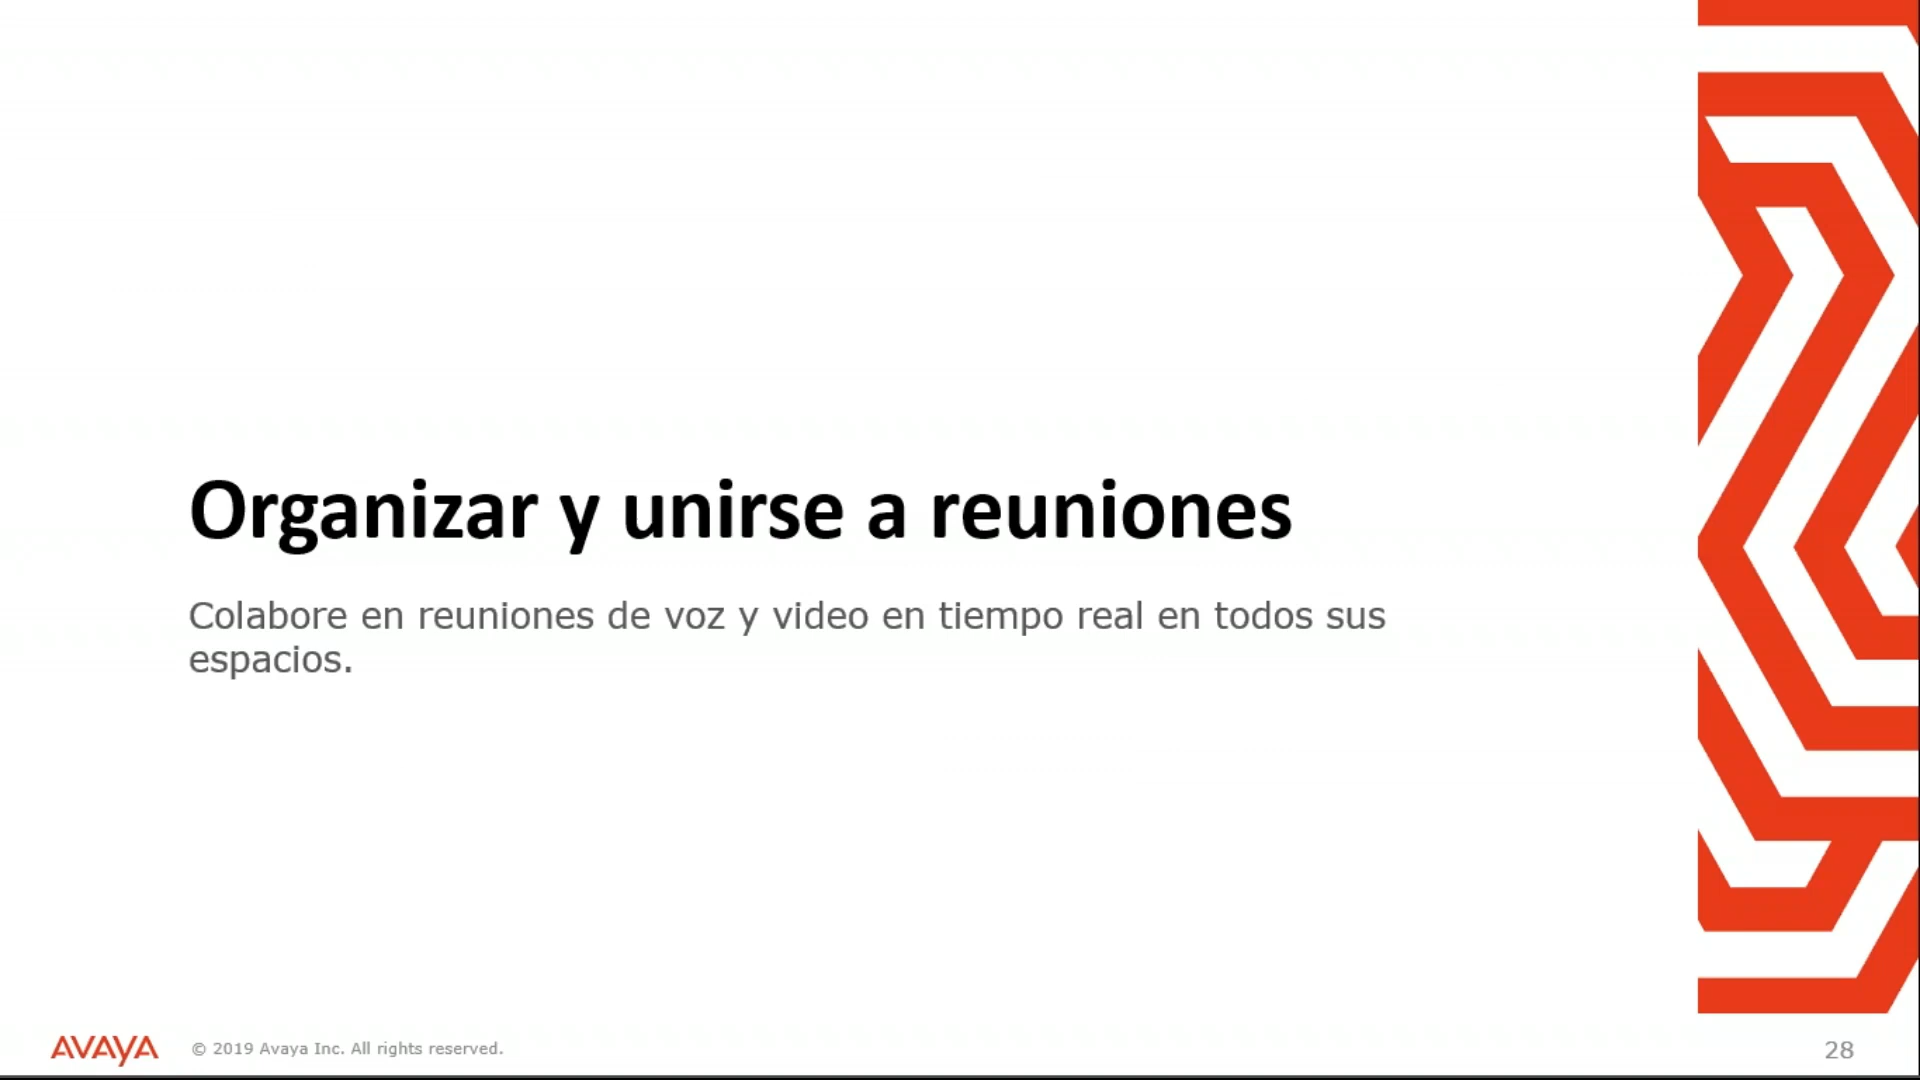 Organizar y unirse a reuniones
Colabore en reuniones de voz y video en tiempo real en todos sus
espacios.
AVAYA © 2019 Avaya Inc. All rights reserved. 28